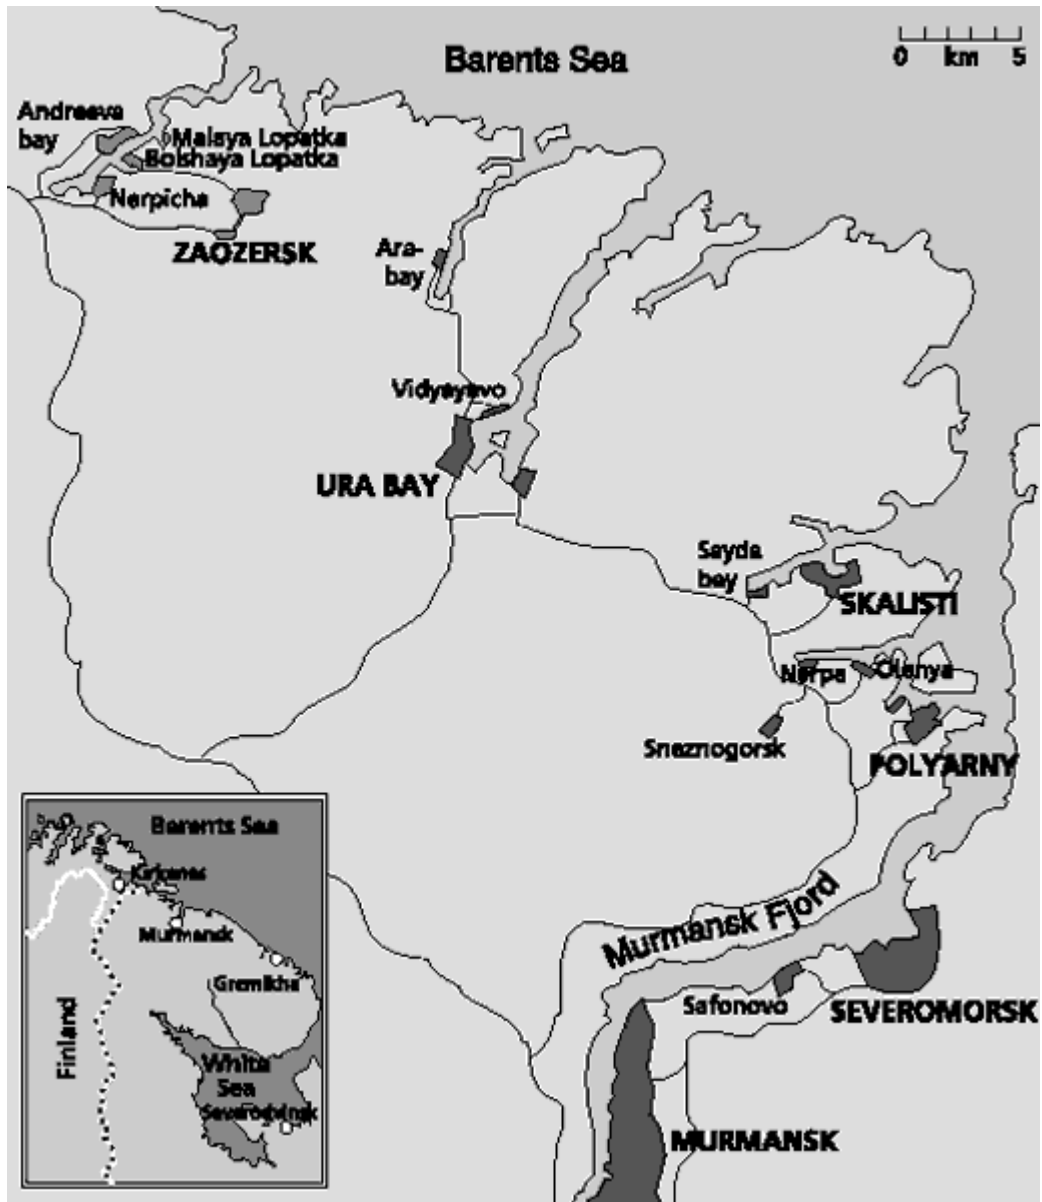 Barents Sea
0 km 5
Andreeva
bay
Malaya Lopatka
Bolshaya Lopatka
Nerpicha
ZAOZERSK
Ara-
bay
Vidyayevo
URA BAY
Sayda
bay
SKALISTI
Nerpa
Olenya
Sneznogorsk
POLYARNY
Murmansk Fjord
Safonovo
SEVEROMORSK
MURMANSK
Barents Sea
Kirkenes
Murmansk
Gremikha
Finland
White
Sea
Severodvinsk